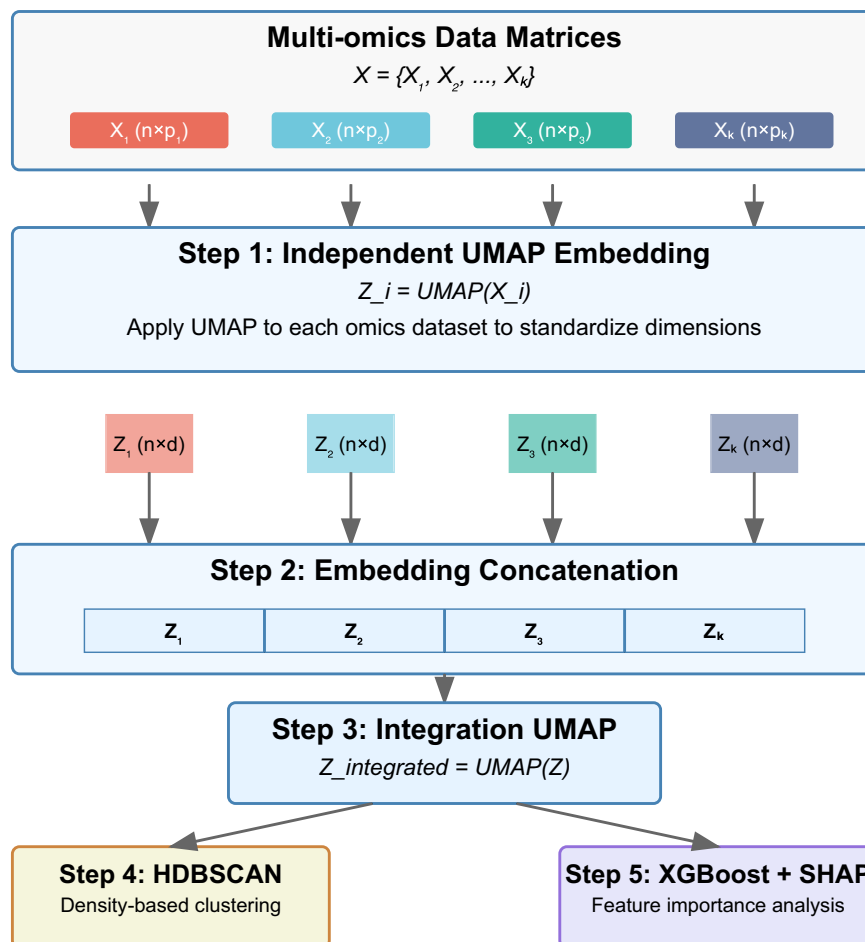 Multi-omics Data Matrices
X = {X₁, X₂, ..., Xₖ}
X₁ (n×p₁) X₂ (n×p₂) X₃ (n×p₃) Xₖ (n×pₖ)
Step 1: Independent UMAP Embedding
Z_i = UMAP(X_i)
Apply UMAP to each omics dataset to standardize dimensions
Z₁ (n×d) Z₂ (n×d) Z₃ (n×d) Zₖ (n×d)
Step 2: Embedding Concatenation
Z₁ Z₂ Z₃ Zₖ
Step 3: Integration UMAP
Z_integrated = UMAP(Z)
Step 4: HDBSCAN
Density-based clustering
Step 5: XGBoost + SHAP
Feature importance analysis